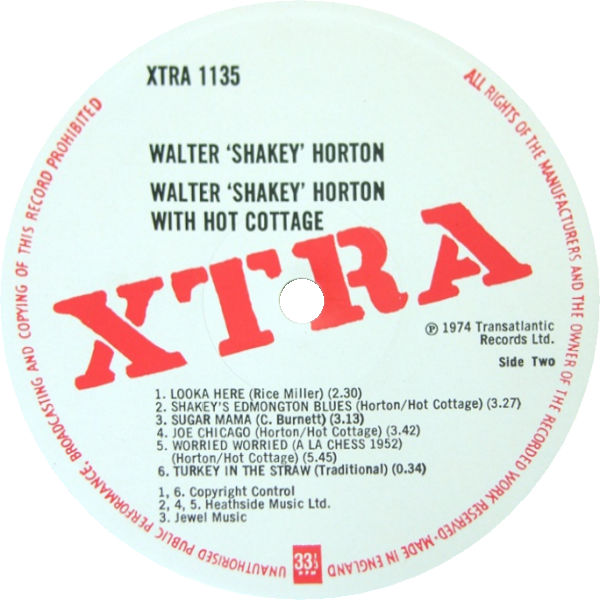 XTRA 1135
WALTER ‘SHAKEY’ HORTON
WALTER ‘SHAKEY’ HORTON
WITH HOT COTTAGE
XTRA
℗ 1974 Transatlantic
Records Ltd.
Side Two
1. LOOKA HERE (Rice Miller) (2.30)
2. SHAKEY'S EDMONGTON BLUES (Horton/Hot Cottage) (3.27)
3. SUGAR MAMA (C. Burnett) (3.13)
4. JOE CHICAGO (Horton/Hot Cottage) (3.42)
5. WORRIED WORRIED (A LA CHESS 1952)
(Horton/Hot Cottage) (5.45)
6. TURKEY IN THE STRAW (Traditional) (0.34)
1, 6. Copyright Control
2, 4, 5. Heathside Music Ltd.
3. Jewel Music
ALL RIGHTS OF THE MANUFACTURERS AND THE OWNER OF THE RECORDED WORK RESERVED · MADE IN ENGLAND
33⅓ RPM
UNAUTHORISED PUBLIC PERFORMANCE, BROADCASTING AND COPYING OF THIS RECORD PROHIBITED